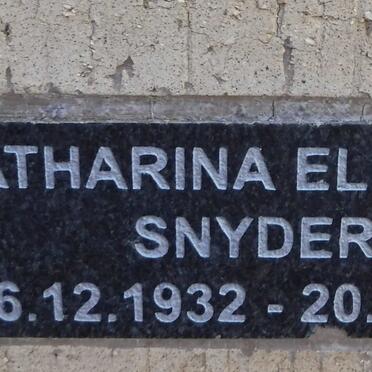 ATHARINA EL
SNYDER
6.12.1932 - 20.